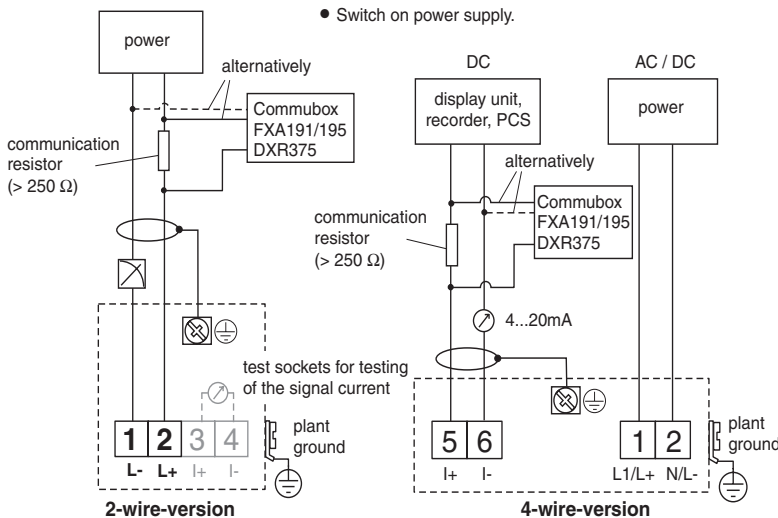 ● Switch on power supply.
power
alternatively
Commubox
FXA191/195
DXR375
communication
resistor
(> 250 Ω)
test sockets for testing
of the signal current
1 2 3 4
L- L+ I+ I-
plant
ground
2-wire-version
DC
AC / DC
display unit,
recorder, PCS
power
alternatively
Commubox
FXA191/195
DXR375
communication
resistor
(> 250 Ω)
4...20mA
5 6
I+ I-
1 2
L1/L+ N/L-
plant
ground
4-wire-version